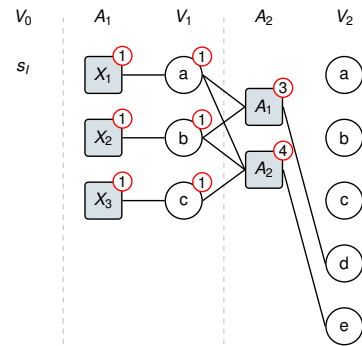 V0 A1 V1 A2 V2
sI X1 1 a 1 a
A1 3
X2 1 b 1 b
A2 4
X3 1 c 1 c
d
e